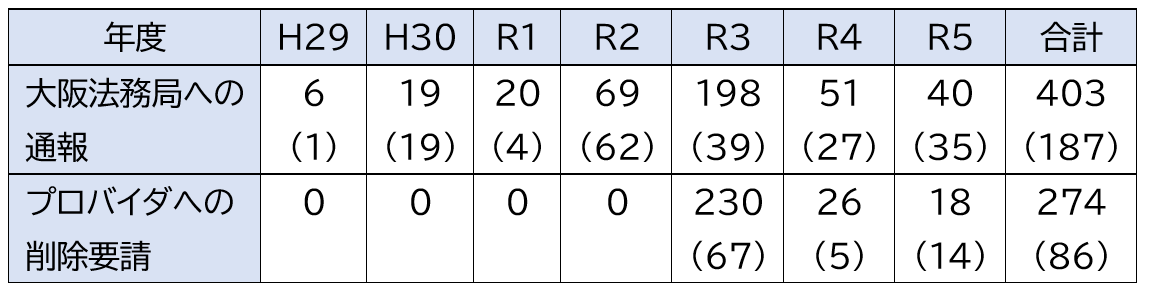 年度 H29 H30 R1 R2 R3 R4 R5 合計
大阪法務局への 6 19 20 69 198 51 40 403
通報 (1) (19) (4) (62) (39) (27) (35) (187)
プロバイダへの 0 0 0 0 230 26 18 274
削除要請 (67) (5) (14) (86)